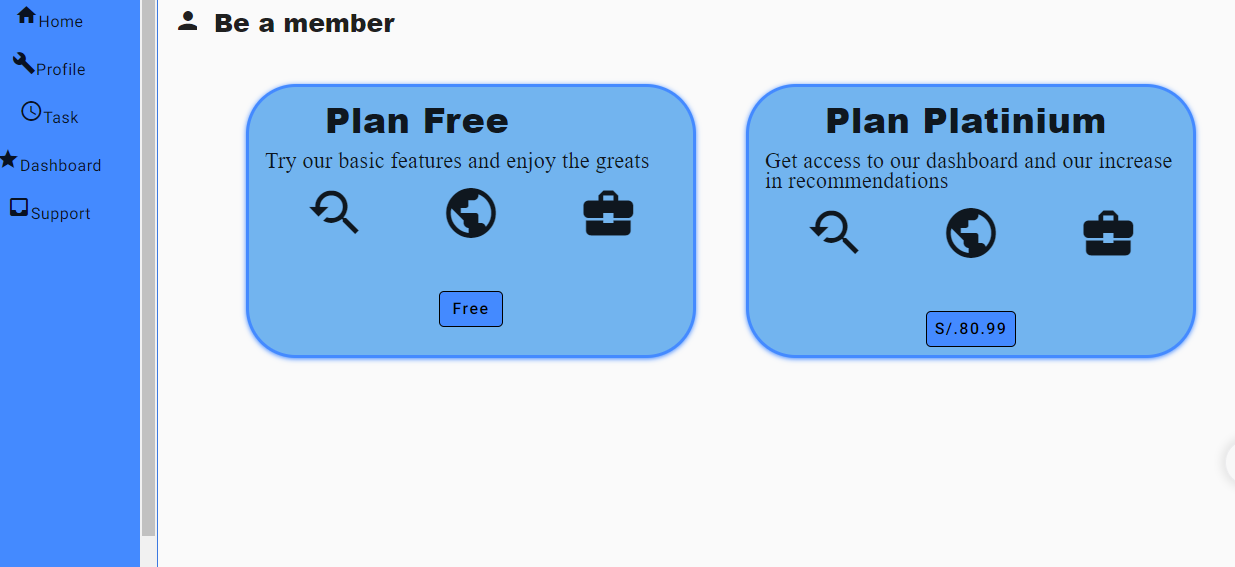 Home
Profile
Task
Dashboard
Support
Be a member
Plan Free
Try our basic features and enjoy the greats
Free
Plan Platinium
Get access to our dashboard and our increase
in recommendations
S/.80.99